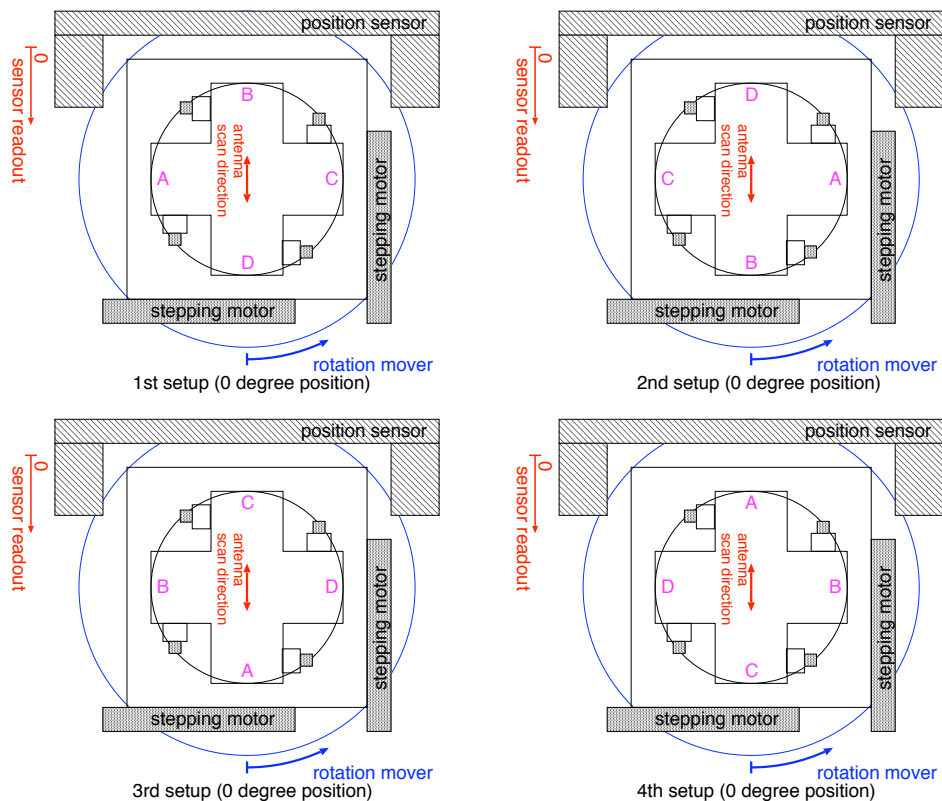 position sensor
0
sensor readout
B
antenna
scan direction
A
C
D
stepping motor
stepping motor
rotation mover
1st setup (0 degree position)
position sensor
0
sensor readout
D
antenna
scan direction
C
A
B
stepping motor
stepping motor
rotation mover
2nd setup (0 degree position)
position sensor
0
sensor readout
C
antenna
scan direction
B
D
A
stepping motor
stepping motor
rotation mover
3rd setup (0 degree position)
position sensor
0
sensor readout
A
antenna
scan direction
D
B
C
stepping motor
stepping motor
rotation mover
4th setup (0 degree position)